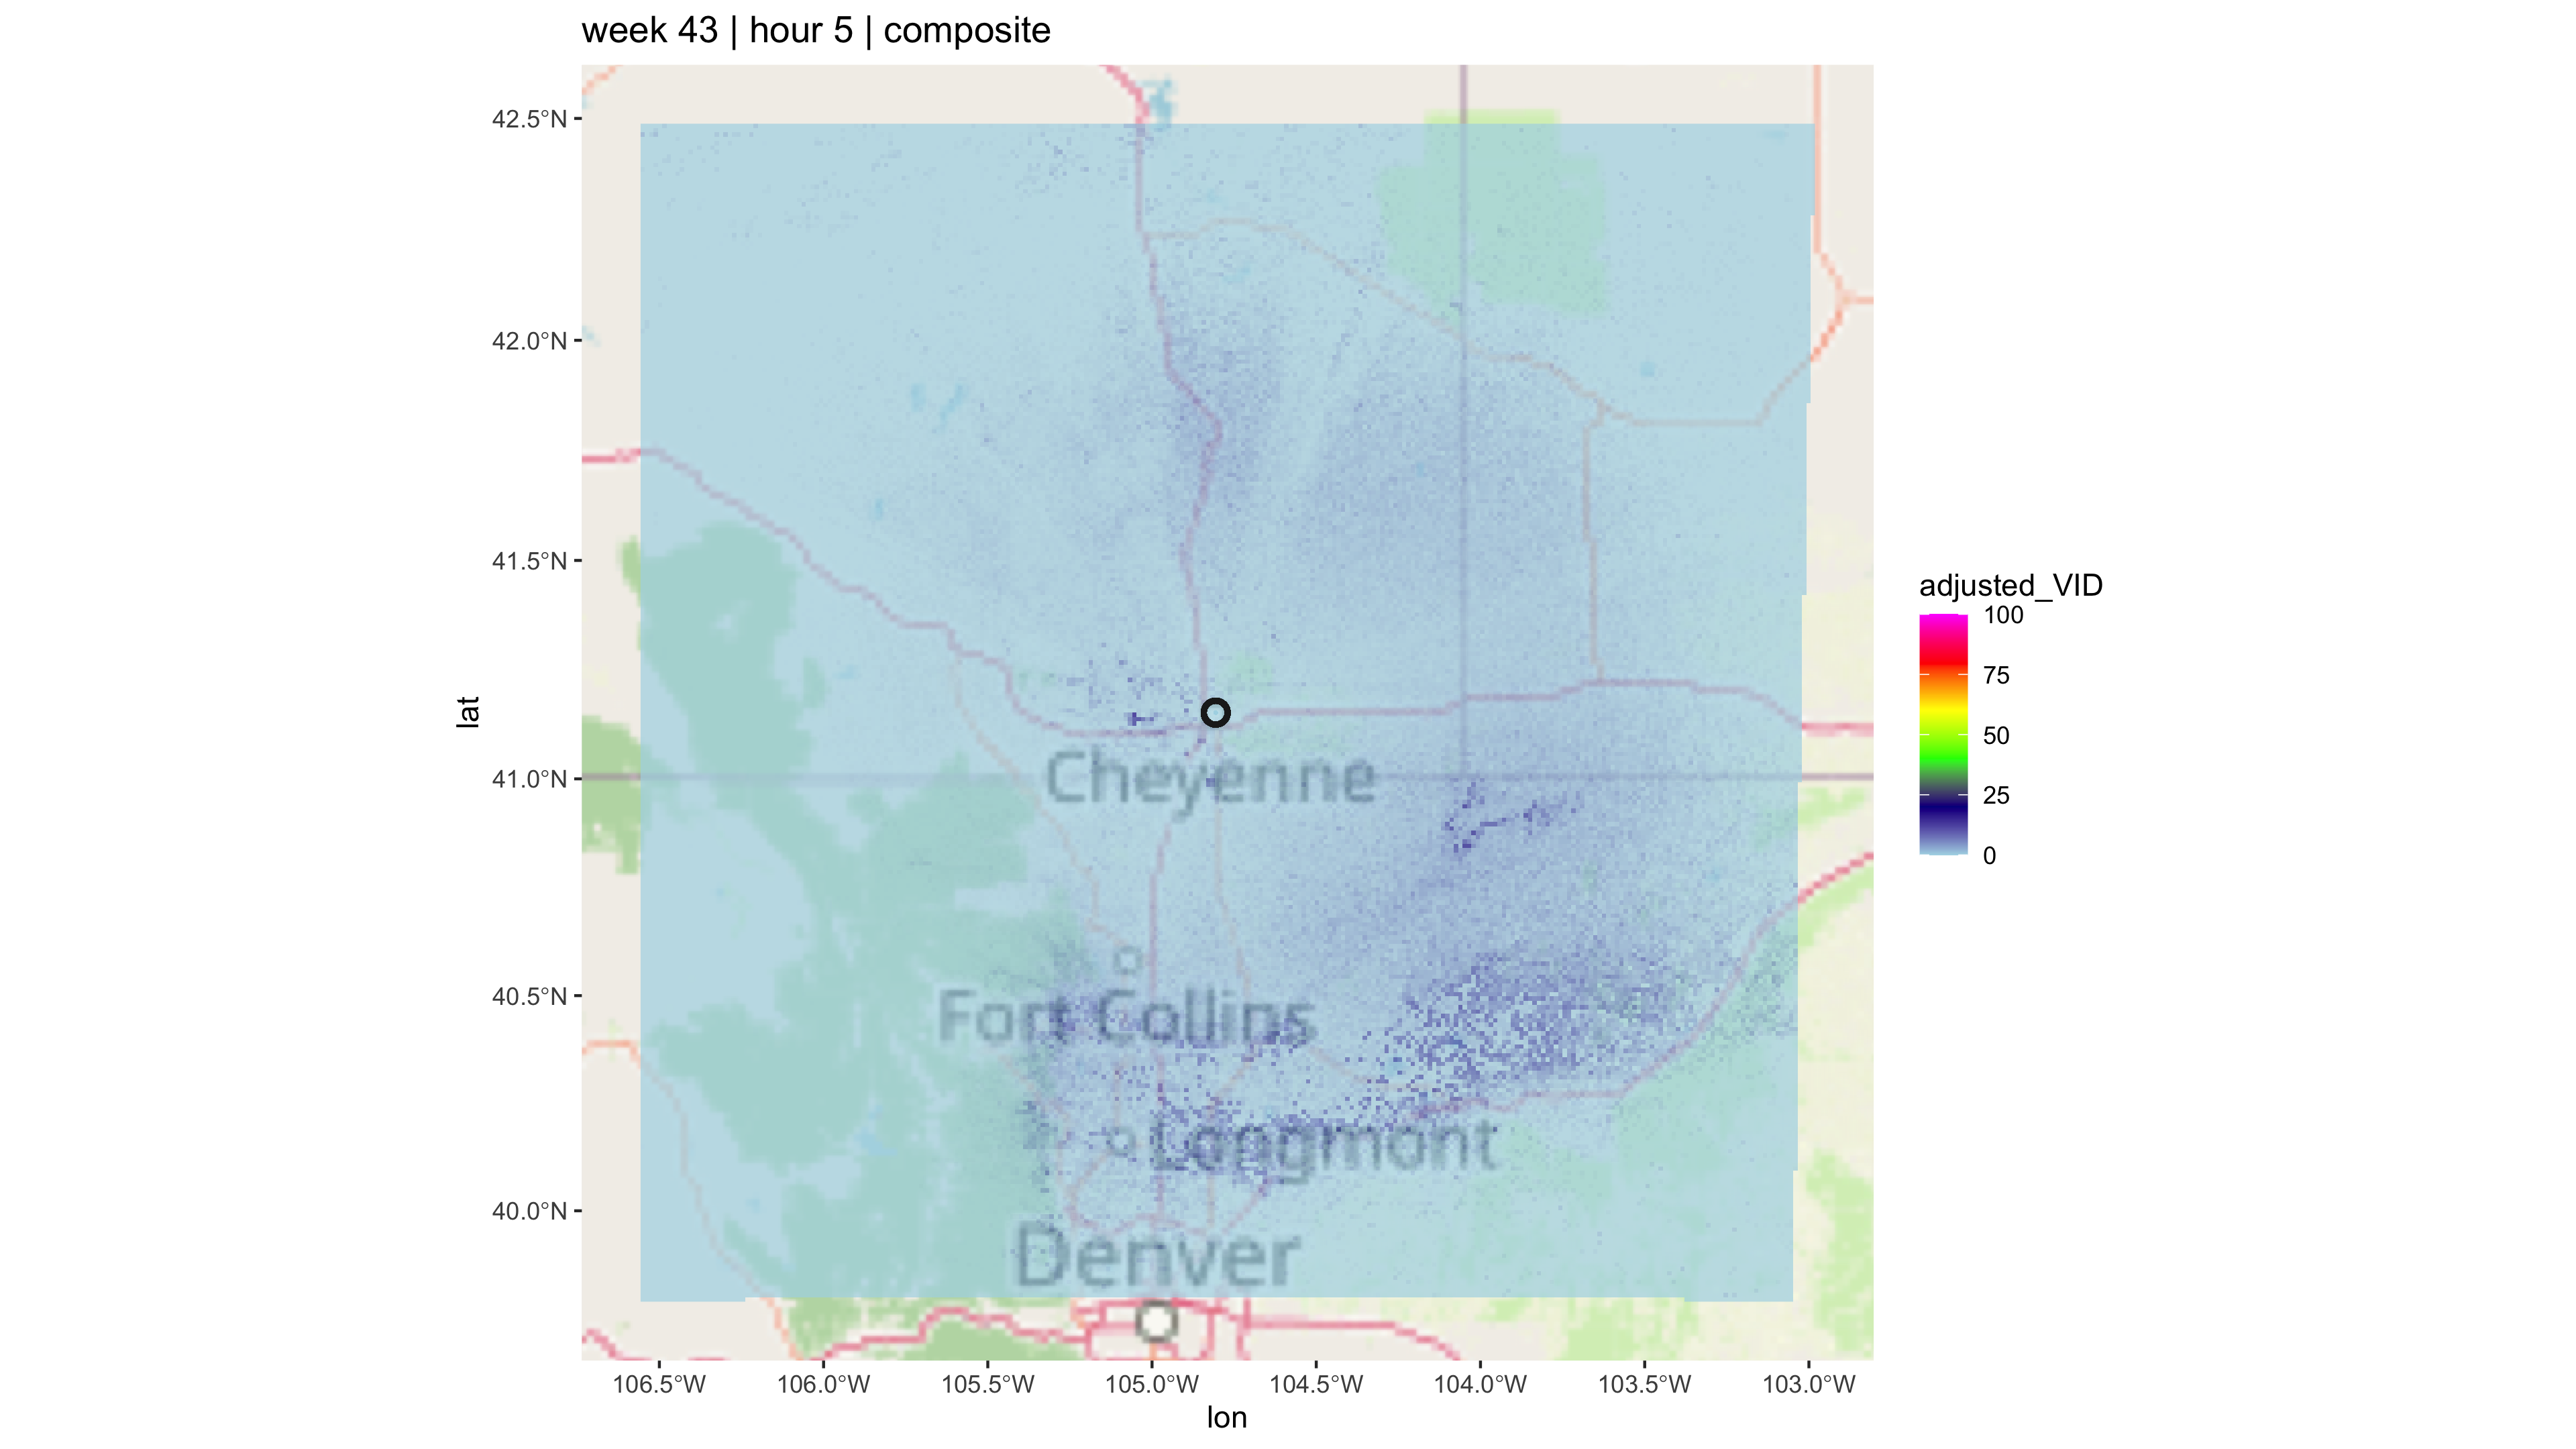 week 43 | hour 5 | composite
42.5°N
42.0°N
41.5°N
41.0°N
40.5°N
40.0°N
lat
Cheyenne
Fort Collins
Longmont
Denver
106.5°W 106.0°W 105.5°W 105.0°W 104.5°W 104.0°W 103.5°W 103.0°W
lon
adjusted_VID
100
75
50
25
0